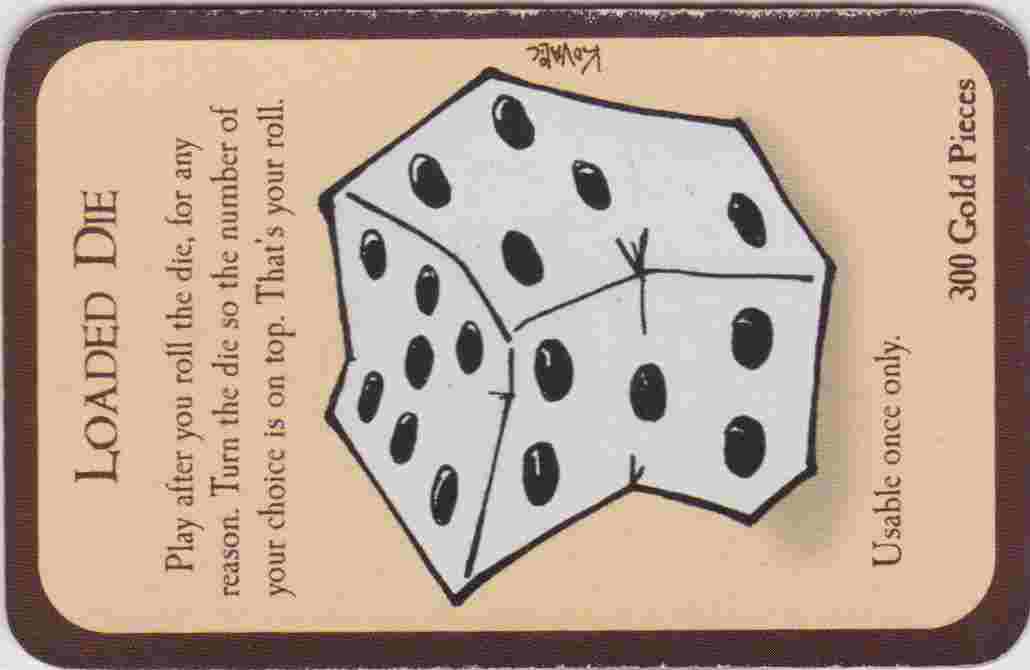 LOADED DIE
Play after you roll the die, for any
reason. Turn the die so the number of
your choice is on top. That's your roll.
KOVALIC
Usable once only.
300 Gold Pieces